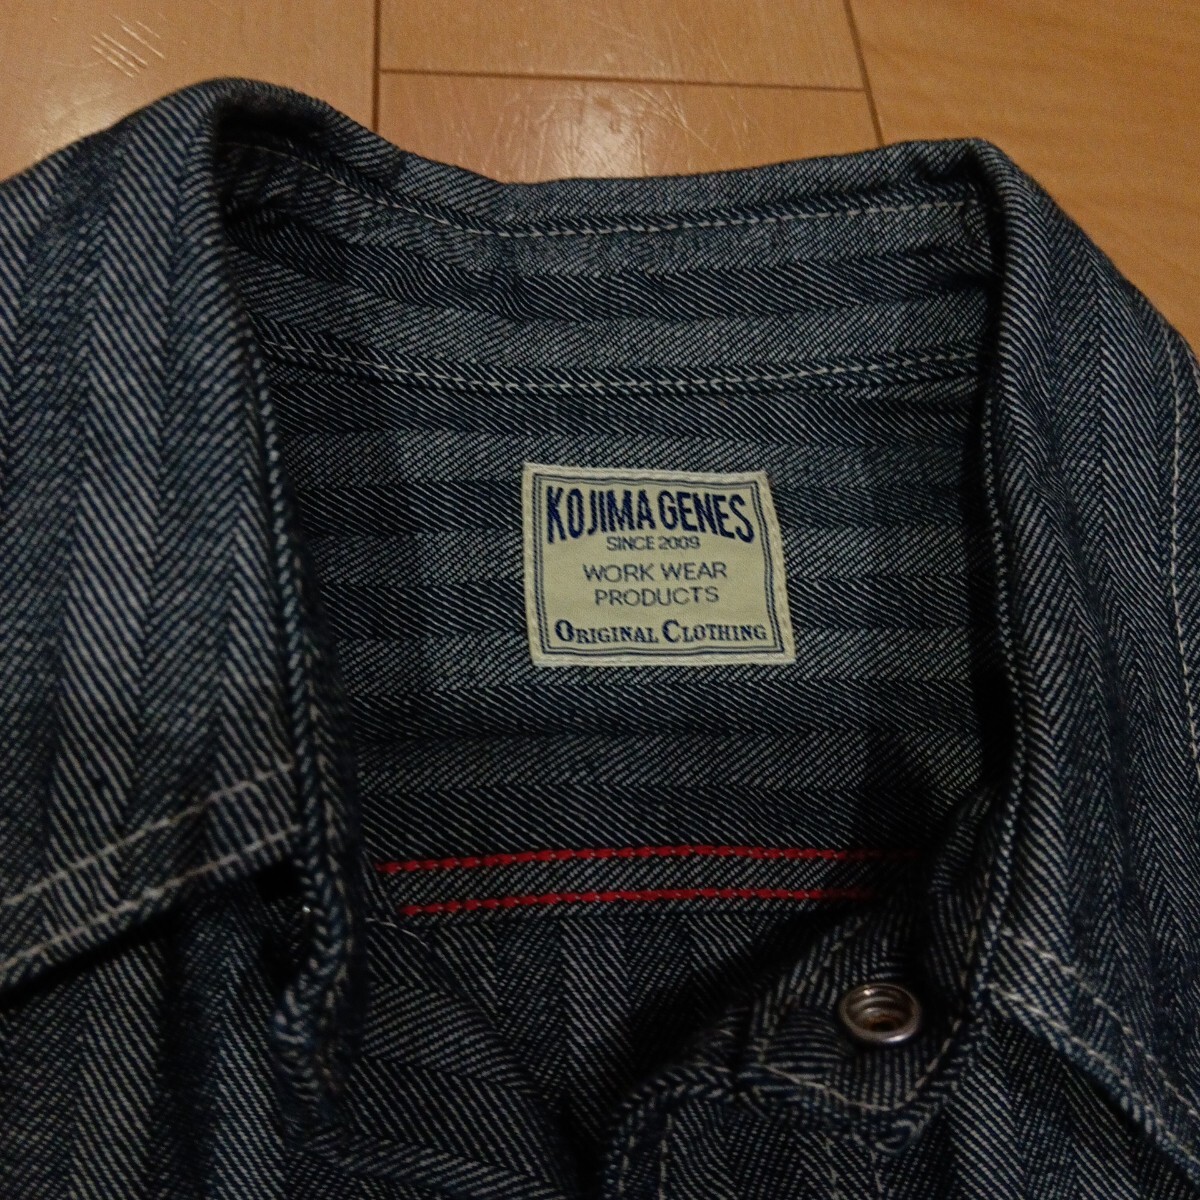 KOJIMA GENES
SINCE 2009
WORK WEAR
PRODUCTS
ORIGINAL CLOTHING